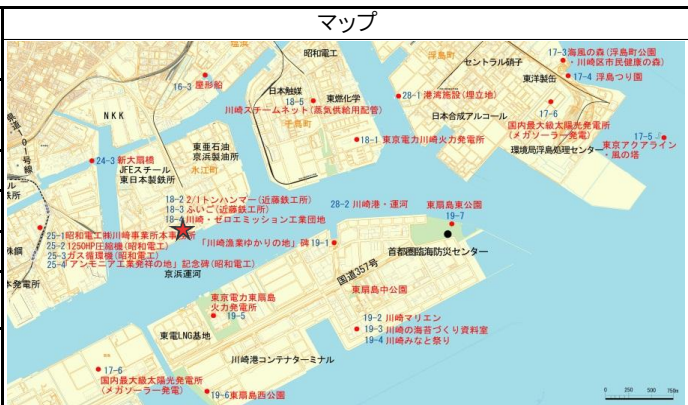 マップ
昭和電工
浮島町
17-3 海風の森(浮島町公園
・川崎区市民健康の森)
セントラル硝子
東洋製缶
17-4 浮島つり園
16-3 屋形船
日本触媒
18-5
東燃化学
川崎スチームネット(蒸気供給用配管)
千鳥町
28-1 港湾施設(埋立地)
日本合成アルコール
17-6
国内最大級太陽光発電所
(メガソーラー発電)
環境局浮島処理センター
17-5
東京アクアライン
・風の塔
NKK
県道101号線
18-1 東京電力川崎火力発電所
東亜石油
京浜製油所
水江町
24-3 新大扇橋
JFEスチール
東日本製鉄所
18-2 2/1トンハンマー(近藤鉄工所)
18-3 ふいご(近藤鉄工所)
18-4 川崎・ゼロエミッション工業団地
28-2 川崎港・運河
東扇島東公園
19-7
25-1 昭和電工㈱川崎事業所本事務所
25-2 1250HP圧縮機(昭和電工)
25-3 ガス循環機(昭和電工)
25-4 「アンモニア工業発祥の地」記念碑(昭和電工)
「川崎漁業ゆかりの地」碑 19-1
首都圏臨海防災センター
京浜運河
国道357号
東扇島中公園
東京電力東扇島
火力発電所
19-5
東電LNG基地
19-2 川崎マリエン
19-3 川崎の海苔づくり資料室
19-4 川崎みなと祭り
川崎港コンテナターミナル
17-6
国内最大級太陽光発電所
(メガソーラー発電)
19-6 東扇島西公園
0 250 500 750m